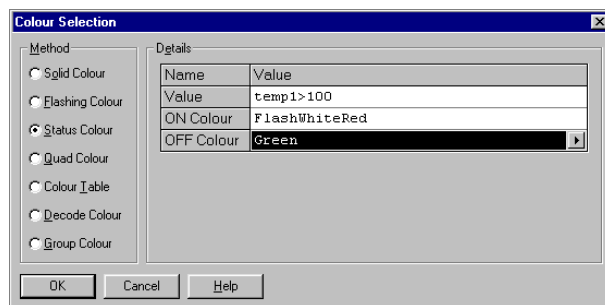 Colour Selection
Method
Solid Colour
Flashing Colour
Status Colour
Quad Colour
Colour Table
Decode Colour
Group Colour
Details
Name Value
Value temp1>100
ON Colour FlashWhiteRed
OFF Colour Green
OK Cancel Help